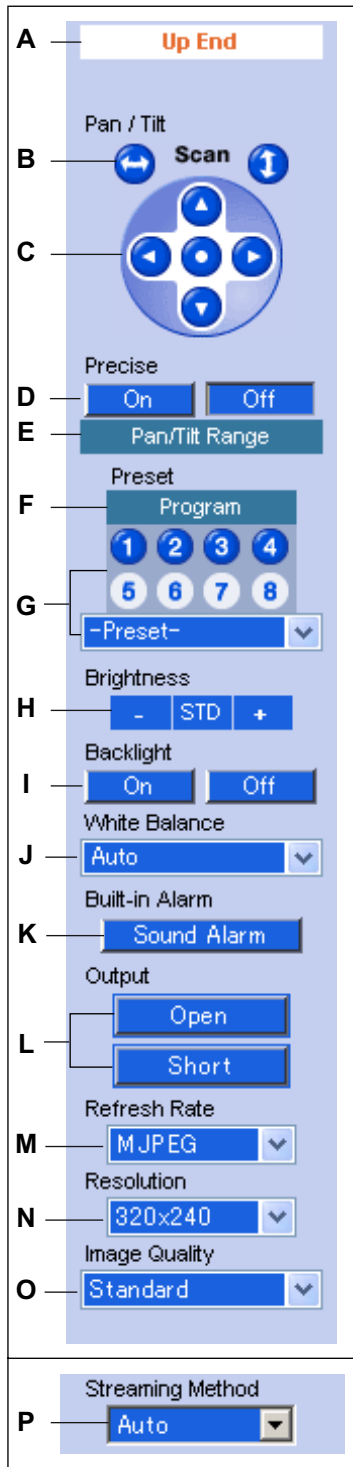 A Up End
Pan / Tilt
B Scan
C
Precise
D On Off
E Pan/Tilt Range
Preset
F Program
1 2 3 4
G 5 6 7 8
-Preset-
Brightness
H - STD +
Backlight
I On Off
White Balance
J Auto
Built-in Alarm
K Sound Alarm
Output
Open
L
Short
Refresh Rate
M MJPEG
Resolution
N 320x240
Image Quality
O Standard
Streaming Method
P Auto